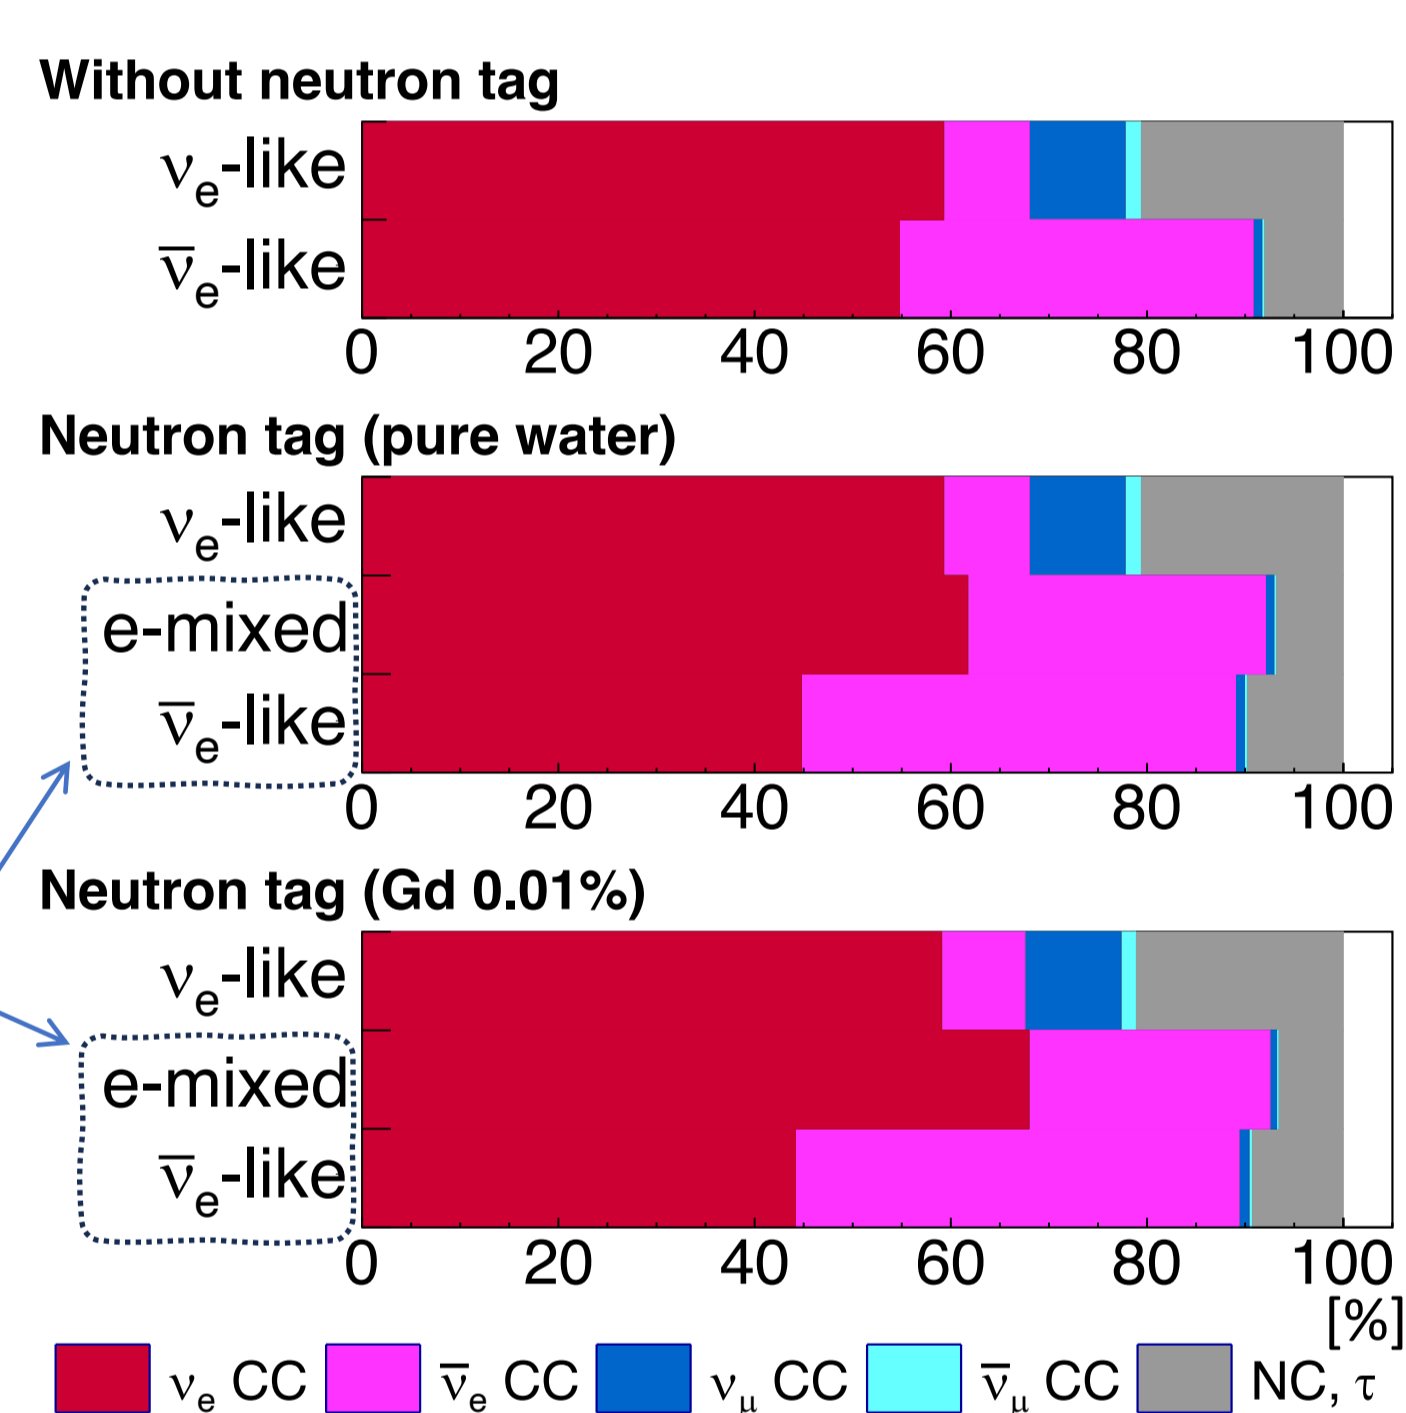 Without neutron tag
νe-like
ν̅e-like
0 20 40 60 80 100
Neutron tag (pure water)
νe-like
e-mixed
ν̅e-like
0 20 40 60 80 100
Neutron tag (Gd 0.01%)
νe-like
e-mixed
ν̅e-like
0 20 40 60 80 100
[%]
νe CC ν̅e CC νμ CC ν̅μ CC NC, τ